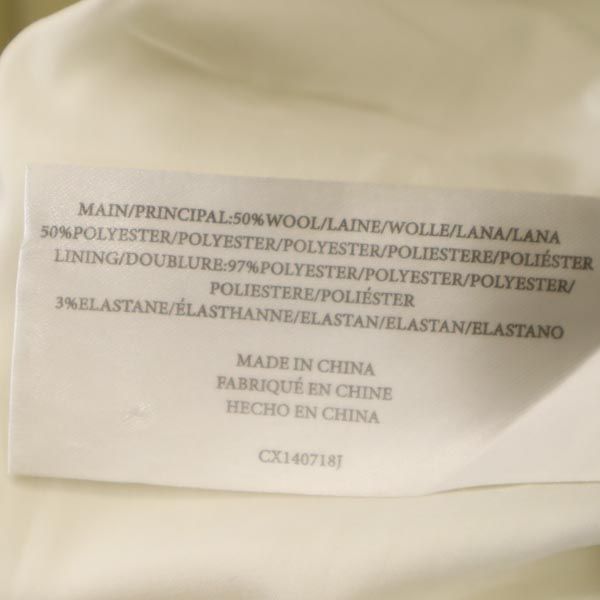 MAIN/PRINCIPAL:50%WOOL/LAINE/WOLLE/LANA/LANA
50%POLYESTER/POLYESTER/POLYESTER/POLIESTERE/POLIÉSTER
LINING/DOUBLURE:97%POLYESTER/POLYESTER/POLYESTER/
POLIESTERE/POLIÉSTER
3%ELASTANE/ÉLASTHANNE/ELASTAN/ELASTAN/ELASTANO
MADE IN CHINA
FABRIQUÉ EN CHINE
HECHO EN CHINA
CX140718J